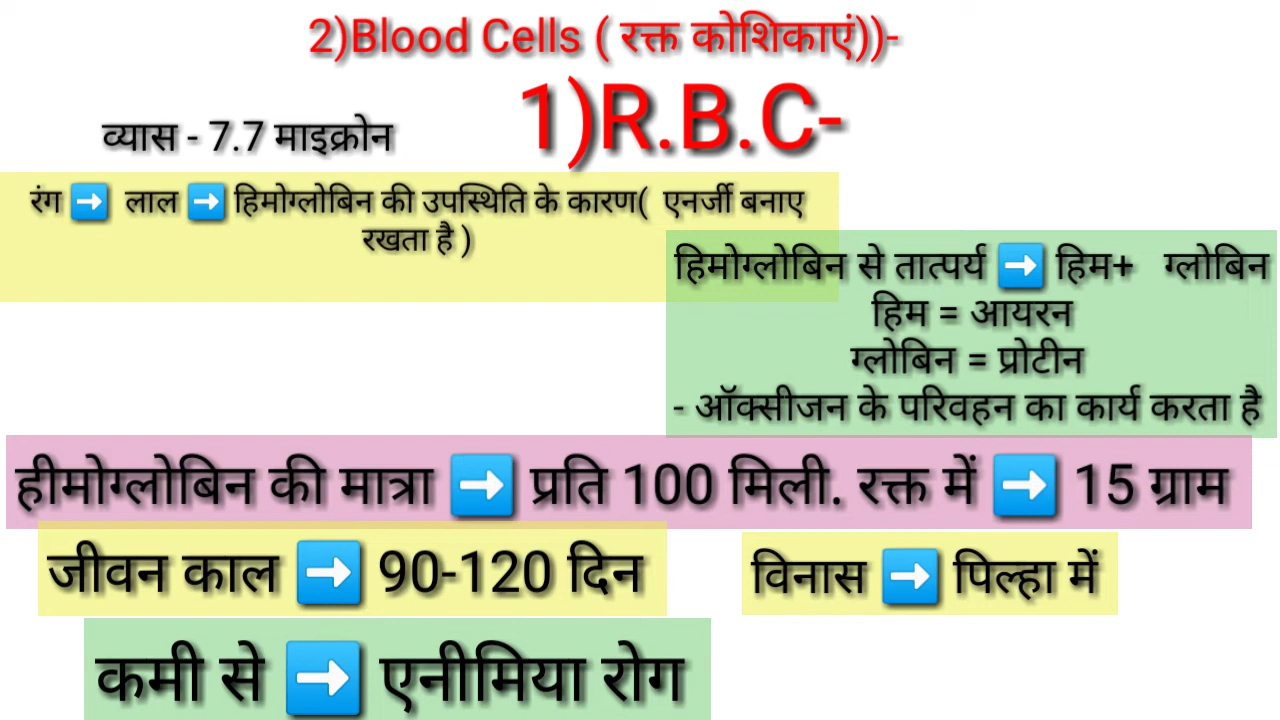 2)Blood Cells ( रक्त कोशिकाएं))-
1)R.B.C-
व्यास - 7.7 माइक्रोन
रंग ➡️ लाल ➡️ हिमोग्लोबिन की उपस्थिति के कारण( एनर्जी बनाए
रखता है )
हिमोग्लोबिन से तात्पर्य ➡️ हिम+ ग्लोबिन
हिम = आयरन
ग्लोबिन = प्रोटीन
- ऑक्सीजन के परिवहन का कार्य करता है
हीमोग्लोबिन की मात्रा ➡️ प्रति 100 मिली. रक्त में ➡️ 15 ग्राम
जीवन काल ➡️ 90-120 दिन
विनास ➡️ पिल्हा में
कमी से ➡️ एनीमिया रोग